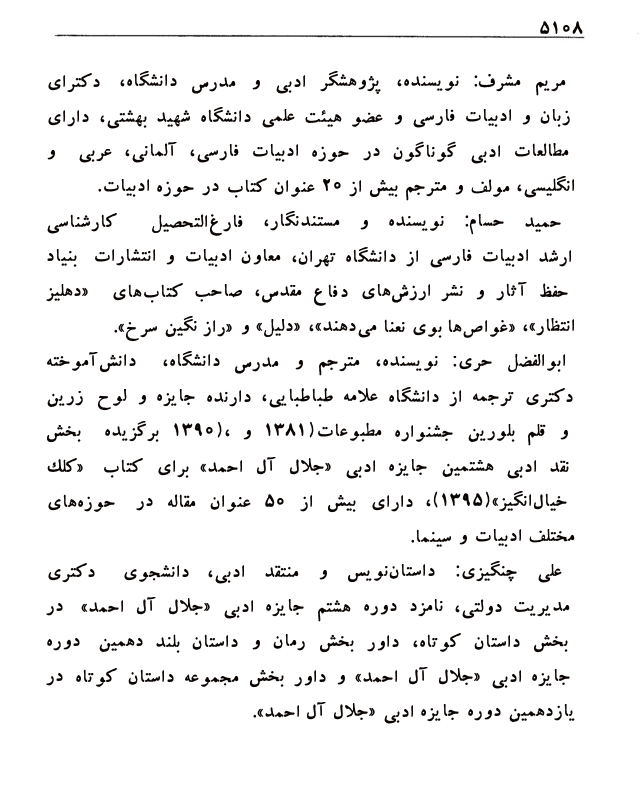 ۵۱۰۸
مریم مشرف: نویسنده، پژوهشگر ادبی و مدرس دانشگاه، دکترای
زبان و ادبیات فارسی و عضو هیئت علمی دانشگاه شهید بهشتی، دارای
مطالعات ادبی گوناگون در حوزه ادبیات فارسی، آلمانی، عربی و
انگلیسی، مولف و مترجم بیش از ۲۰ عنوان کتاب در حوزه ادبیات.
حمید حسام: نویسنده و مستندنگار، فارغ‌التحصیل کارشناسی
ارشد ادبیات فارسی از دانشگاه تهران، معاون ادبیات و انتشارات بنیاد
حفظ آثار و نشر ارزش‌های دفاع مقدس، صاحب کتاب‌های «دهلیز
انتظار»، «غواص‌ها بوی نعنا می‌دهند»، «دلیل» و «راز نگین سرخ».
ابوالفضل حری: نویسنده، مترجم و مدرس دانشگاه، دانش‌آموخته
دکتری ترجمه از دانشگاه علامه طباطبایی، دارنده جایزه و لوح زرین
و قلم بلورین جشنواره مطبوعات(۱۳۸۱ و ،(۱۳۹۰ برگزیده بخش
نقد ادبی هشتمین جایزه ادبی «جلال آل احمد» برای کتاب «کلک
خیال‌انگیز»(۱۳۹۵)، دارای بیش از ۵۰ عنوان مقاله در حوزه‌های
مختلف ادبیات و سینما.
علی چنگیزی: داستان‌نویس و منتقد ادبی، دانشجوی دکتری
مدیریت دولتی، نامزد دوره هشتم جایزه ادبی «جلال آل احمد» در
بخش داستان کوتاه، داور بخش رمان و داستان بلند دهمین دوره
جایزه ادبی «جلال آل احمد» و داور بخش مجموعه داستان کوتاه در
یازدهمین دوره جایزه ادبی «جلال آل احمد».